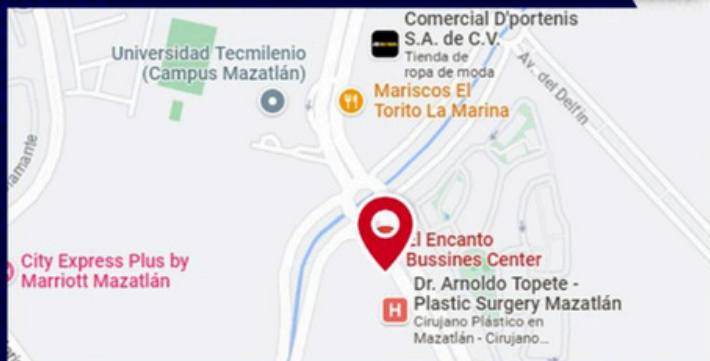 Comercial D'portenis
S.A. de C.V.
Tienda de
ropa de moda
Universidad Tecmilenio
(Campus Mazatlán)
Av. del Delfín
Mariscos El
Torito La Marina
amante
El Encanto
Bussines Center
City Express Plus by
Marriott Mazatlán
Dr. Arnoldo Topete -
Plastic Surgery Mazatlán
Cirujano Plástico en
Mazatlán - Cirujano...
H